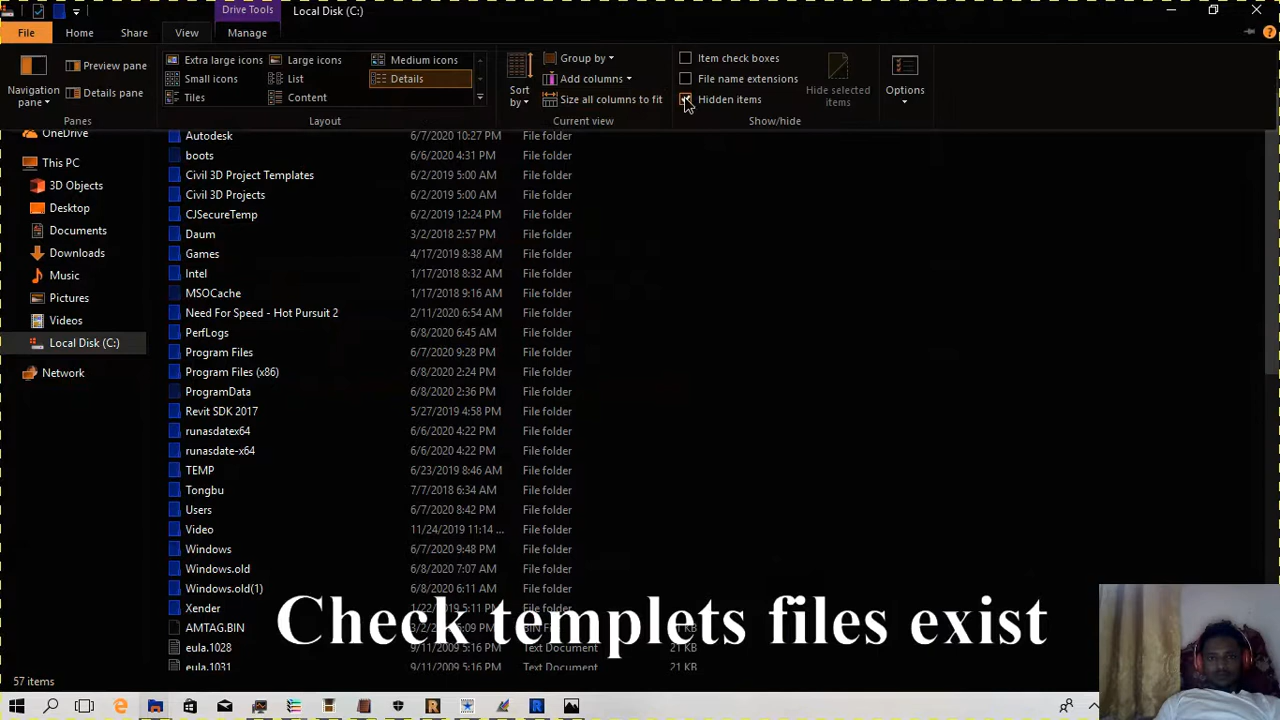 Drive Tools
Local Disk (C:)
File
Home
Share
View
Manage
Navigation pane
Preview pane
Details pane
Panes
Extra large icons
Large icons
Medium icons
Small icons
List
Details
Tiles
Content
Layout
Sort by
Group by
Add columns
Size all columns to fit
Current view
Item check boxes
File name extensions
Hidden items
Hide selected items
Show/hide
Options
OneDrive
This PC
3D Objects
Desktop
Documents
Downloads
Music
Pictures
Videos
Local Disk (C:)
Network
Autodesk 6/7/2020 10:27 PM File folder
boots 6/6/2020 4:31 PM File folder
Civil 3D Project Templates 6/2/2019 5:00 AM File folder
Civil 3D Projects 6/2/2019 5:00 AM File folder
CJSecureTemp 6/2/2019 12:24 PM File folder
Daum 3/2/2018 2:57 PM File folder
Games 4/17/2019 8:38 AM File folder
Intel 1/17/2018 8:32 AM File folder
MSOCache 1/17/2018 9:16 AM File folder
Need For Speed - Hot Pursuit 2 2/11/2020 6:54 AM File folder
PerfLogs 6/8/2020 6:45 AM File folder
Program Files 6/7/2020 9:28 PM File folder
Program Files (x86) 6/8/2020 2:24 PM File folder
ProgramData 6/8/2020 2:36 PM File folder
Revit SDK 2017 5/27/2019 4:58 PM File folder
runasdatex64 6/6/2020 4:22 PM File folder
runasdate-x64 6/6/2020 4:22 PM File folder
TEMP 6/23/2019 8:46 AM File folder
Tongbu 7/7/2018 6:34 AM File folder
Users 6/7/2020 8:42 PM File folder
Video 11/24/2019 11:14 ... File folder
Windows 6/7/2020 9:48 PM File folder
Windows.old 6/8/2020 7:07 AM File folder
Windows.old(1) 6/8/2020 6:11 AM File folder
Xender
AMTAG.BIN
eula.1028 Text Document 21 KB
eula.1031 9/11/2009 5:16 PM Text Document 21 KB
Check templets files exist
57 items